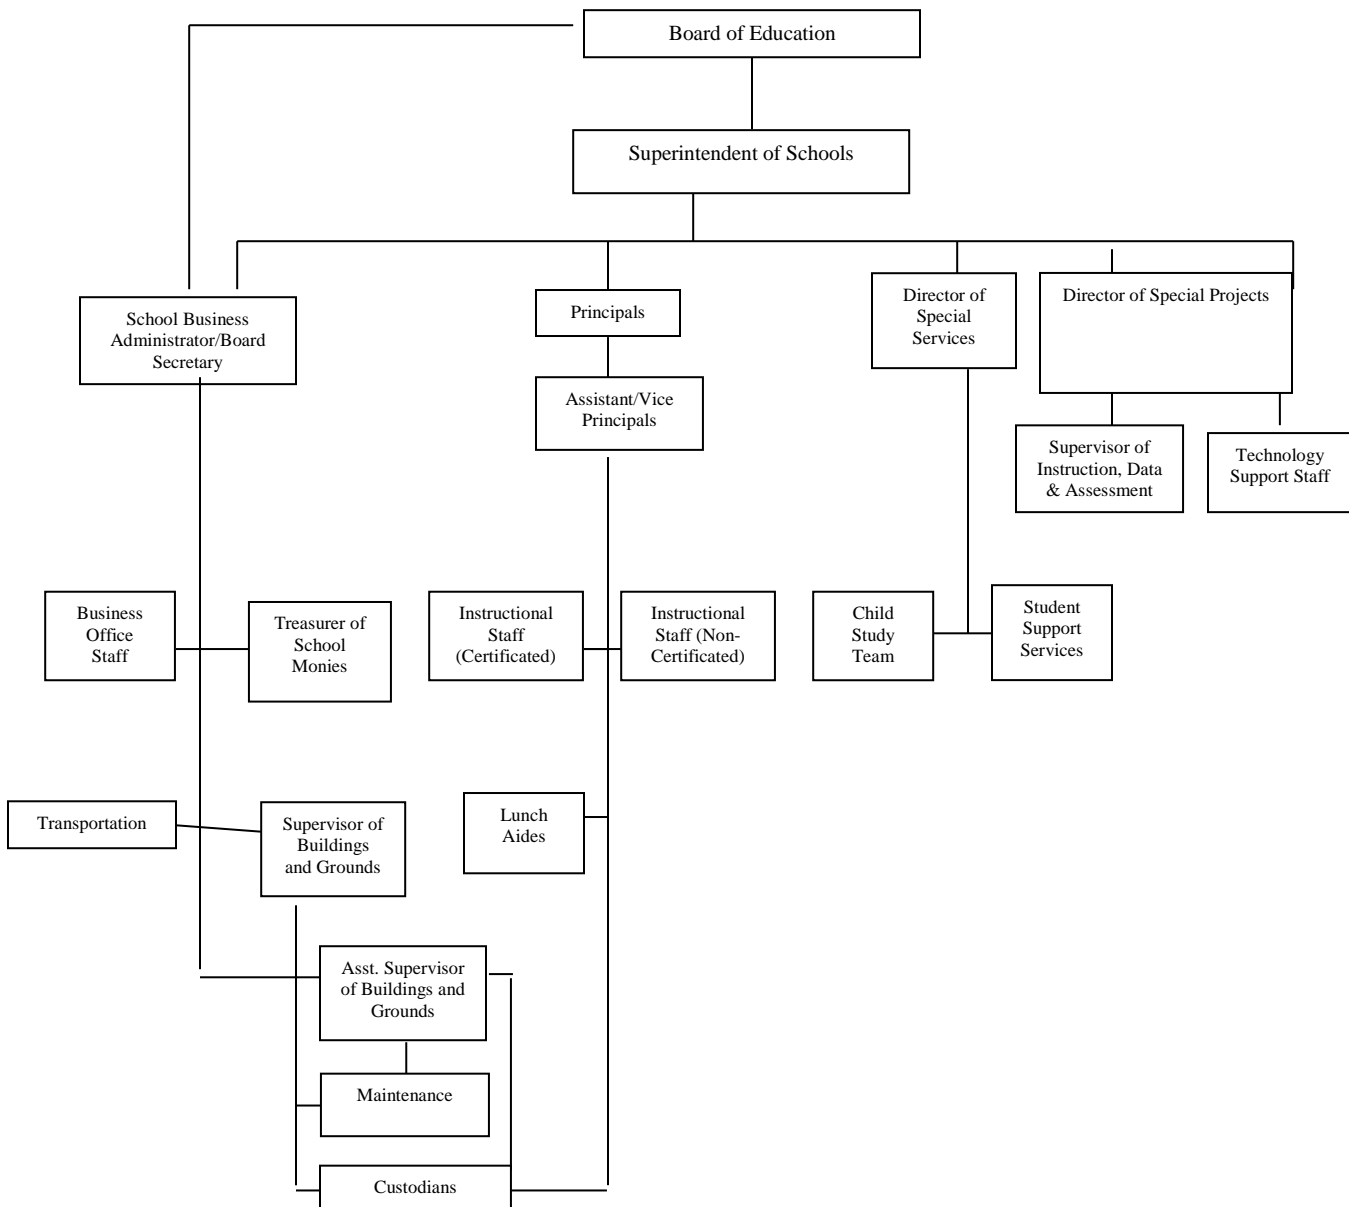 Board of Education
Superintendent of Schools
School Business
Administrator/Board
Secretary
Principals
Director of
Special
Services
Director of Special Projects
Assistant/Vice
Principals
Supervisor of
Instruction, Data
& Assessment
Technology
Support Staff
Business
Office
Staff
Treasurer of
School
Monies
Instructional
Staff
(Certificated)
Instructional
Staff (Non-
Certificated)
Child
Study
Team
Student
Support
Services
Transportation
Supervisor of
Buildings
and Grounds
Lunch
Aides
Asst. Supervisor
of Buildings and
Grounds
Maintenance
Custodians